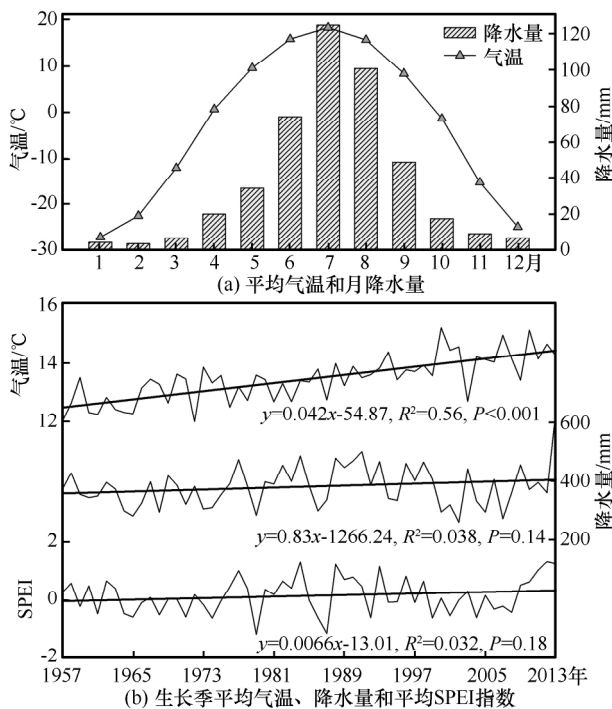 20
10
0
-10
-20
-30
气温/℃
降水量
气温
120
100
80
60
40
20
0
降水量/mm
1 2 3 4 5 6 7 8 9 10 11 12月
(a) 平均气温和月降水量
16
14
12
气温/℃
y=0.042x-54.87, R²=0.56, P<0.001
600
400
200
降水量/mm
y=0.83x-1266.24, R²=0.038, P=0.14
2
0
-2
SPEI
y=0.0066x-13.01, R²=0.032, P=0.18
1957 1965 1973 1981 1989 1997 2005 2013年
(b) 生长季平均气温、降水量和平均SPEI指数